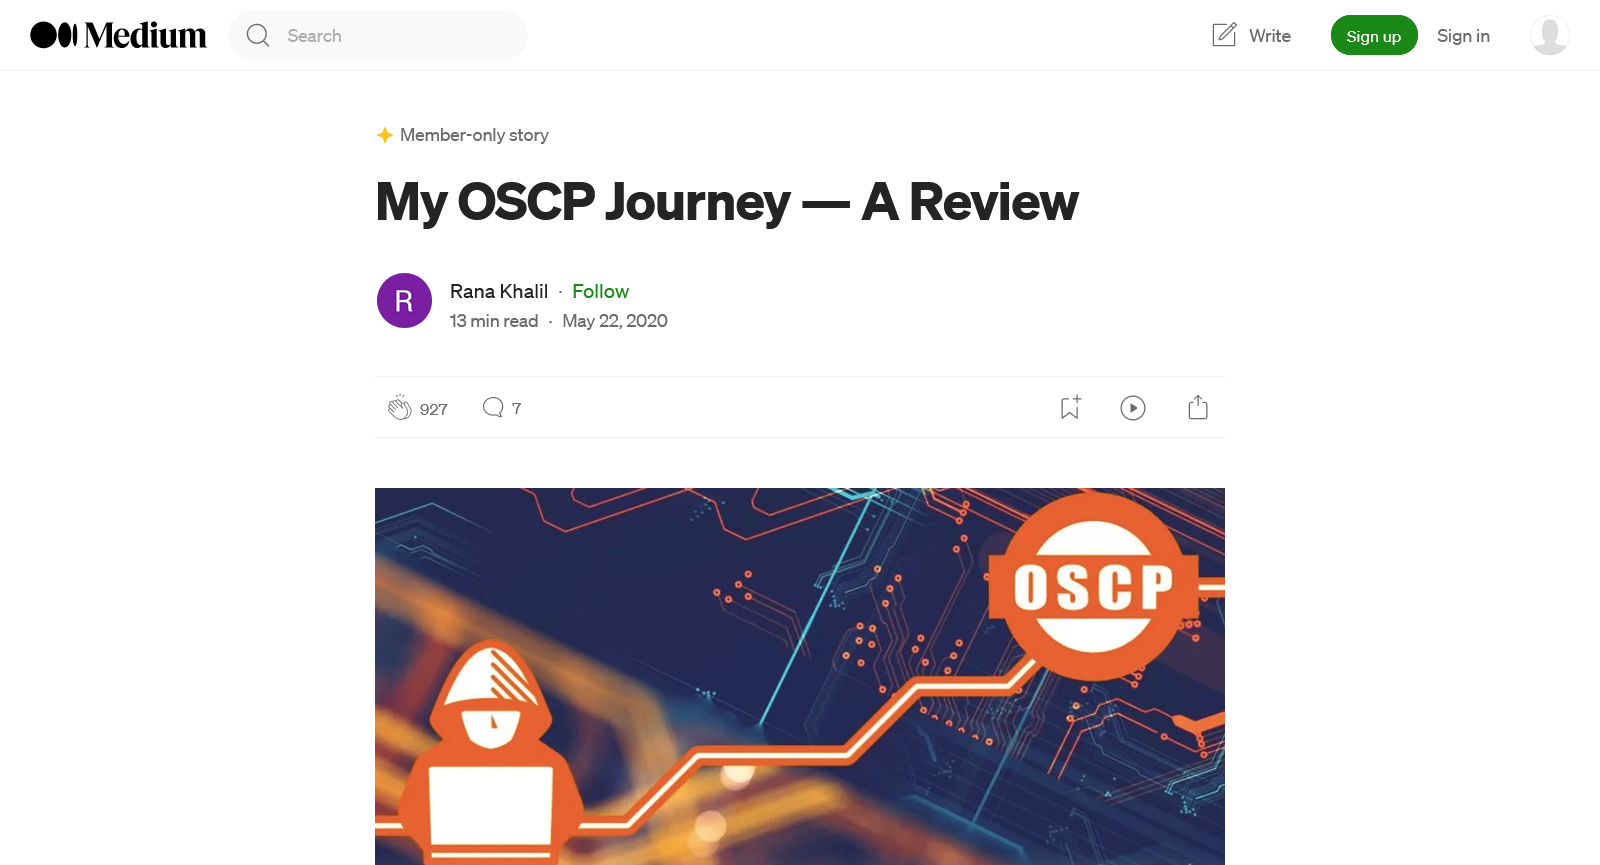 Medium
Search
Write
Sign up
Sign in
Member-only story
My OSCP Journey — A Review
R
Rana Khalil · Follow
13 min read · May 22, 2020
927
7
OSCP